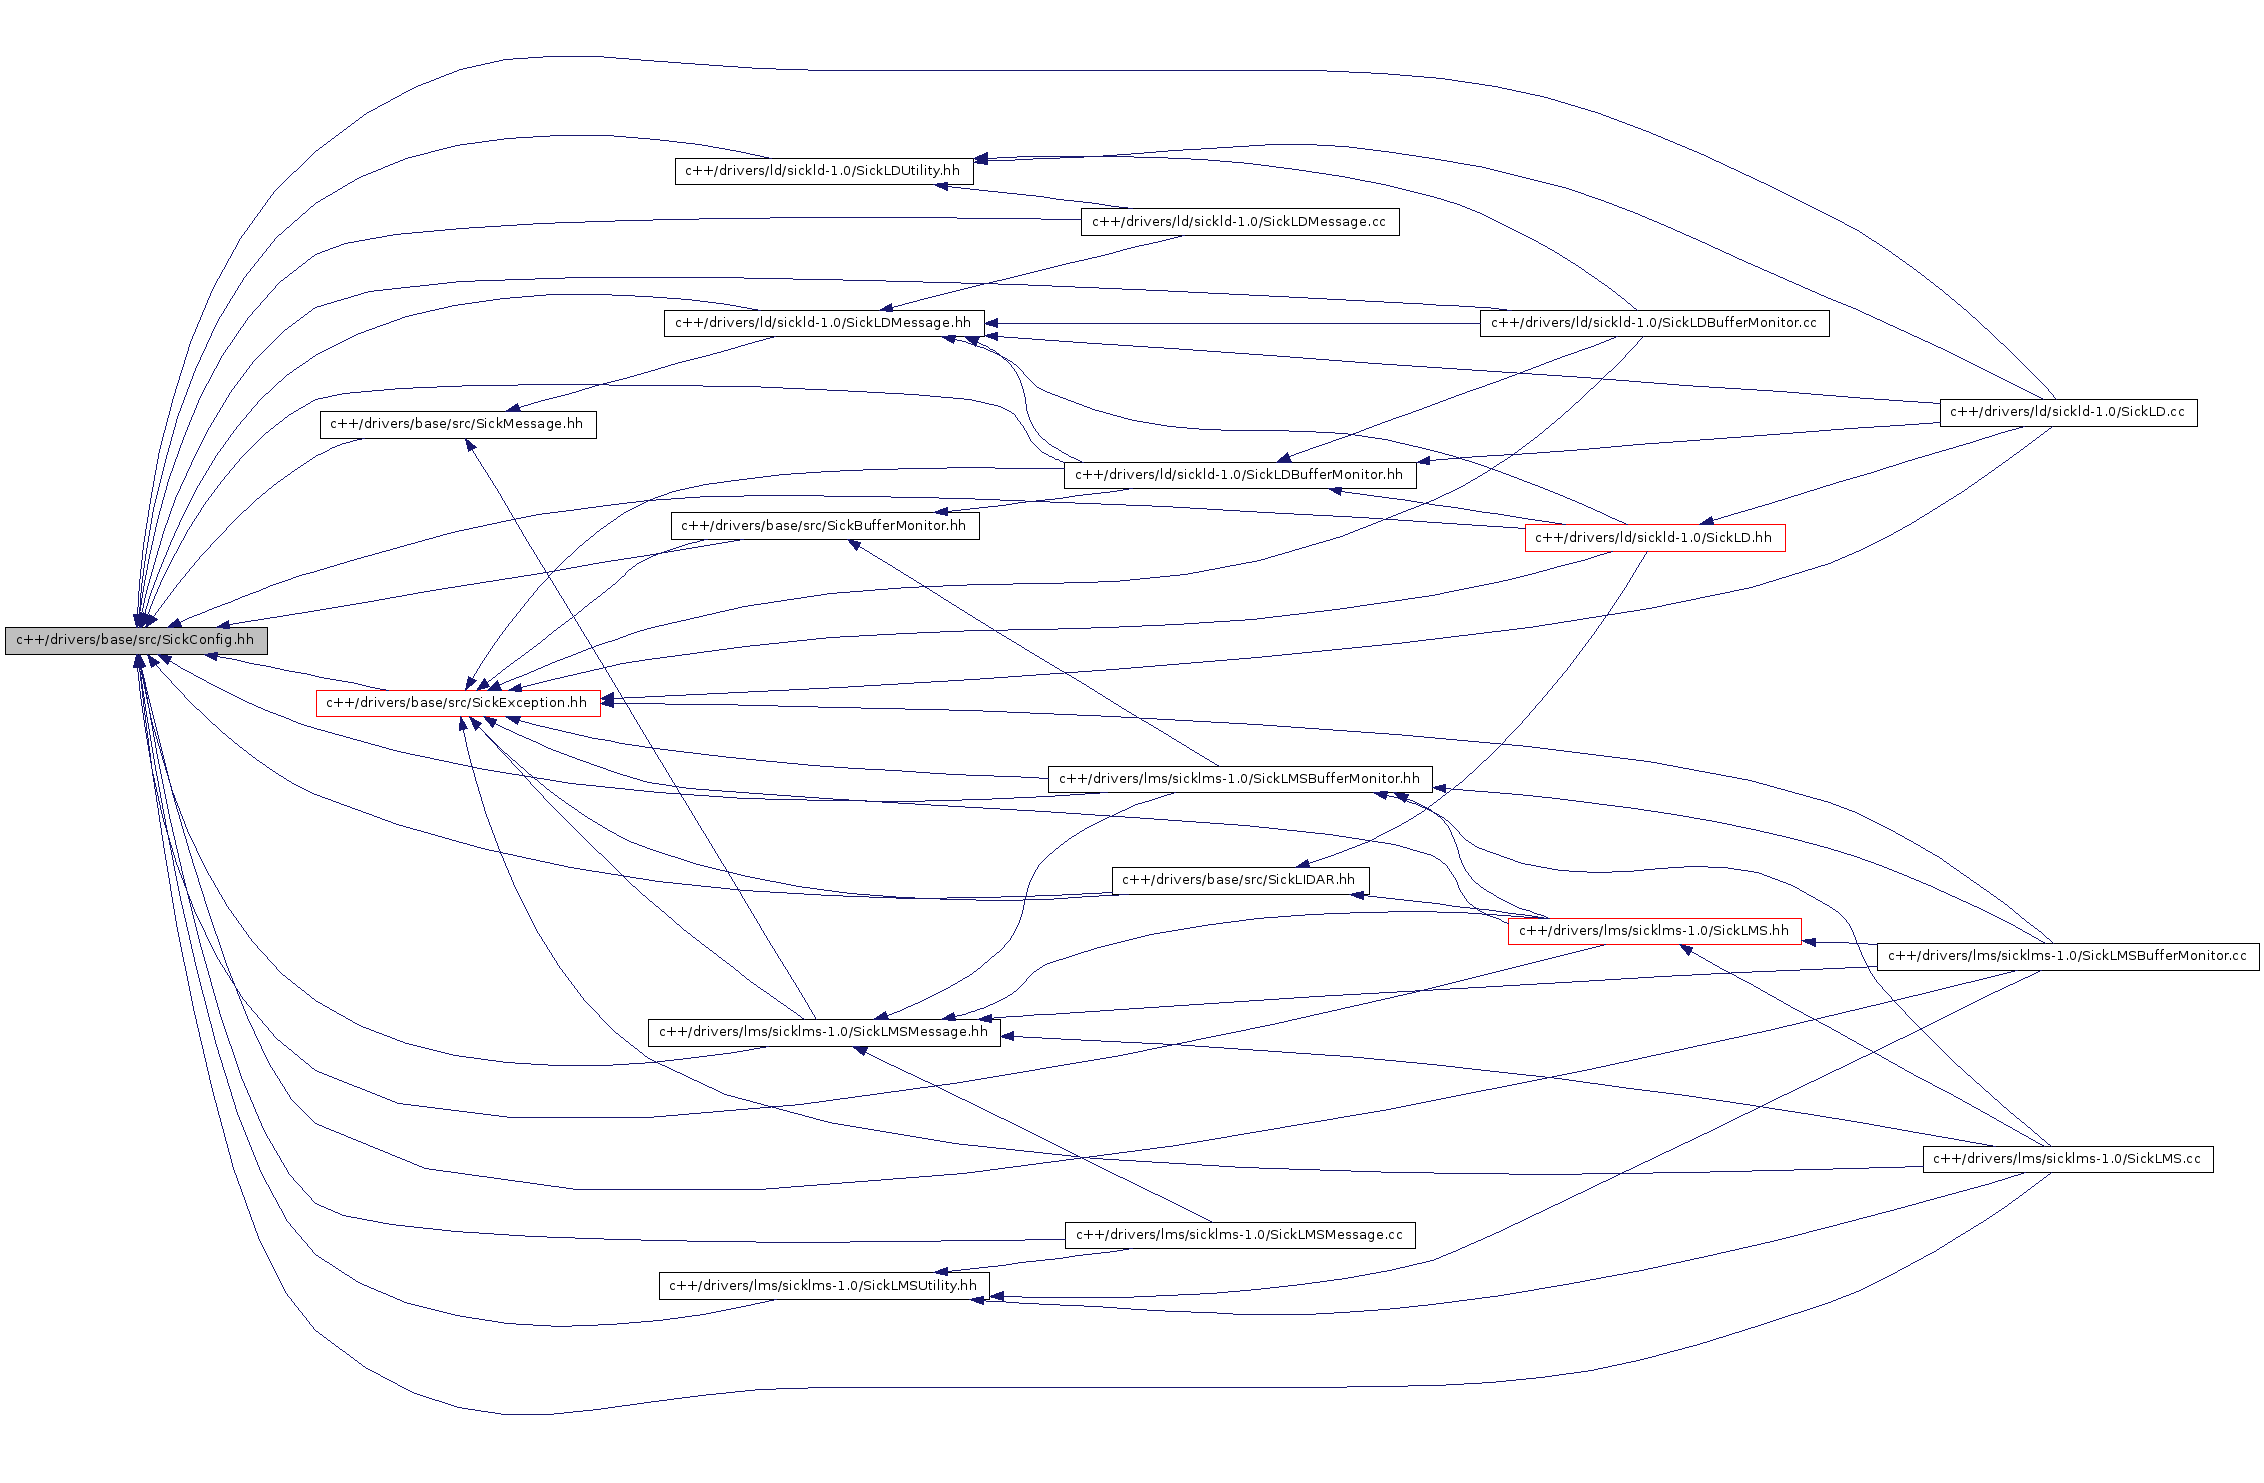 c++/drivers/ld/sickld-1.0/SickLDUtility.hh
c++/drivers/ld/sickld-1.0/SickLDMessage.cc
c++/drivers/ld/sickld-1.0/SickLDMessage.hh
c++/drivers/ld/sickld-1.0/SickLDBufferMonitor.cc
c++/drivers/ld/sickld-1.0/SickLD.cc
c++/drivers/base/src/SickMessage.hh
c++/drivers/ld/sickld-1.0/SickLDBufferMonitor.hh
c++/drivers/base/src/SickBufferMonitor.hh
c++/drivers/ld/sickld-1.0/SickLD.hh
c++/drivers/base/src/SickConfig.hh
c++/drivers/base/src/SickException.hh
c++/drivers/lms/sicklms-1.0/SickLMSBufferMonitor.hh
c++/drivers/base/src/SickLIDAR.hh
c++/drivers/lms/sicklms-1.0/SickLMS.hh
c++/drivers/lms/sicklms-1.0/SickLMSBufferMonitor.cc
c++/drivers/lms/sicklms-1.0/SickLMSMessage.hh
c++/drivers/lms/sicklms-1.0/SickLMS.cc
c++/drivers/lms/sicklms-1.0/SickLMSMessage.cc
c++/drivers/lms/sicklms-1.0/SickLMSUtility.hh